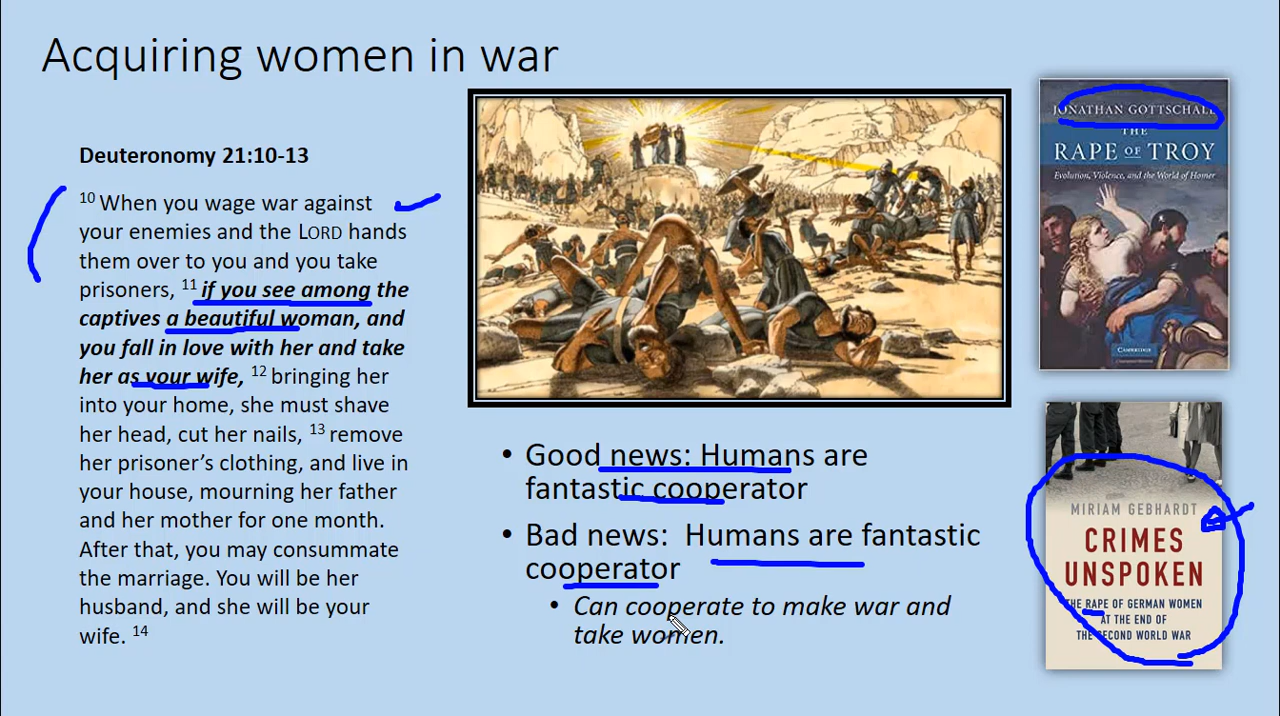 Acquiring women in war
Deuteronomy 21:10-13
10 When you wage war against
your enemies and the LORD hands
them over to you and you take
prisoners, 11 if you see among the
captives a beautiful woman, and
you fall in love with her and take
her as your wife, 12 bringing her
into your home, she must shave
her head, cut her nails, 13 remove
her prisoner's clothing, and live in
your house, mourning her father
and her mother for one month.
After that, you may consummate
the marriage. You will be her
husband, and she will be your
wife. 14
• Good news: Humans are
fantastic cooperator
• Bad news: Humans are fantastic
cooperator
• Can cooperate to make war and
take women.
JONATHAN GOTTSCHALL
THE
RAPE OF TROY
Evolution, Violence, and the World of Homer
CAMBRIDGE
MIRIAM GEBHARDT
CRIMES
UNSPOKEN
THE RAPE OF GERMAN WOMEN
AT THE END OF
THE SECOND WORLD WAR